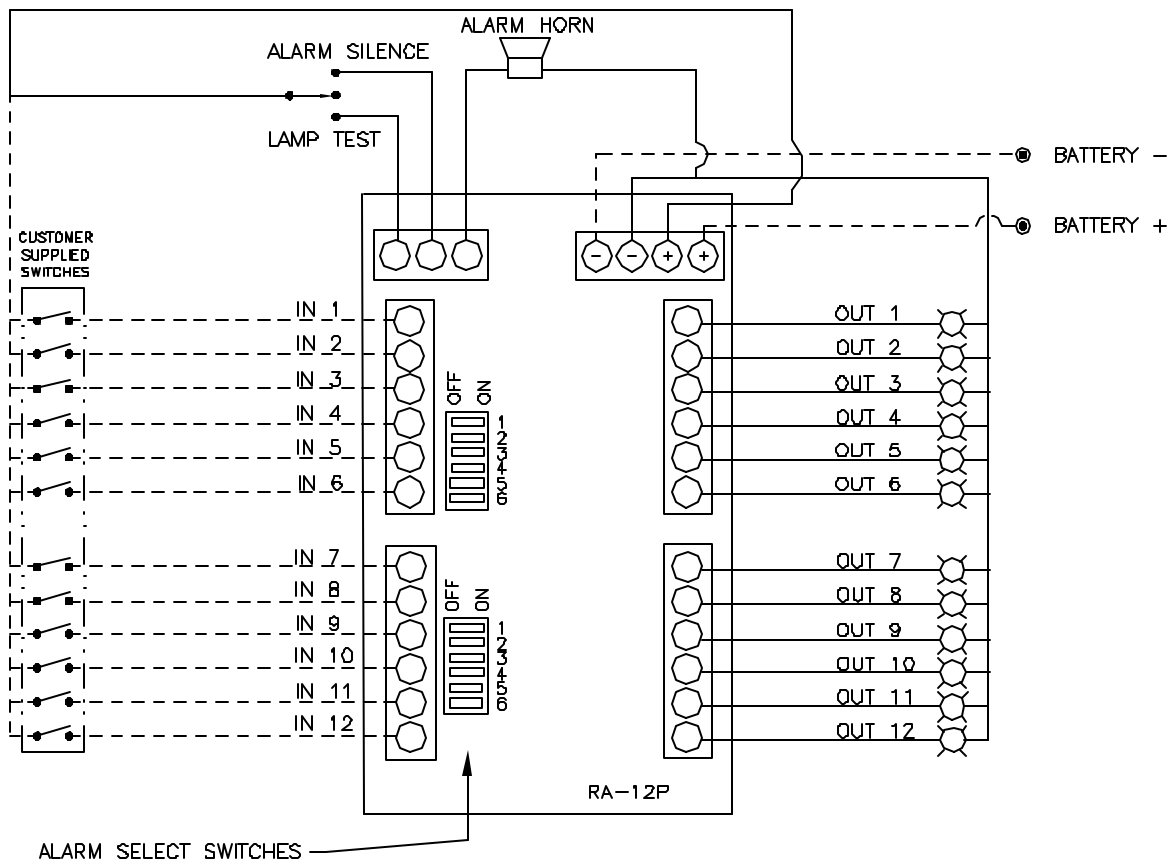 ALARM HORN
ALARM SILENCE
LAMP TEST
BATTERY -
BATTERY +
CUSTOMER
SUPPLIED
SWITCHES
- - + +
IN 1
IN 2
IN 3
IN 4
IN 5
IN 6
OFF
ON
1
2
3
4
5
6
OUT 1
OUT 2
OUT 3
OUT 4
OUT 5
OUT 6
IN 7
IN 8
IN 9
IN 10
IN 11
IN 12
OFF
ON
1
2
3
4
5
6
OUT 7
OUT 8
OUT 9
OUT 10
OUT 11
OUT 12
RA-12P
ALARM SELECT SWITCHES